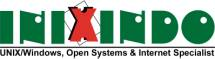 INIXINDO
UNIX/Windows, Open Systems & Internet Specialist